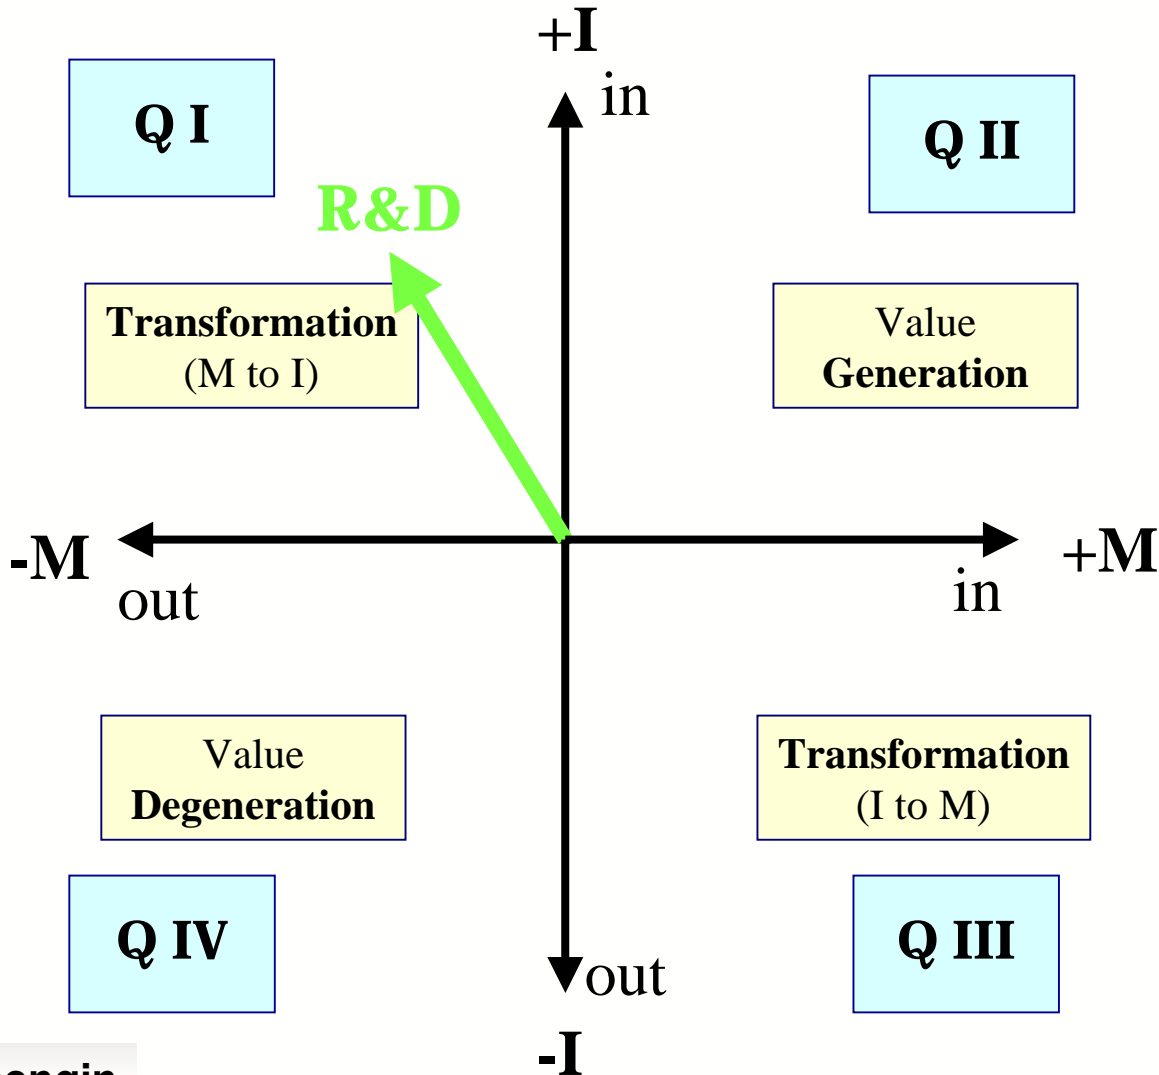 +I
in
Q I
Q II
R&D
Transformation
(M to I)
Value
Generation
-M
out
+M
in
Value
Degeneration
Transformation
(I to M)
Q IV
Q III
out
-I